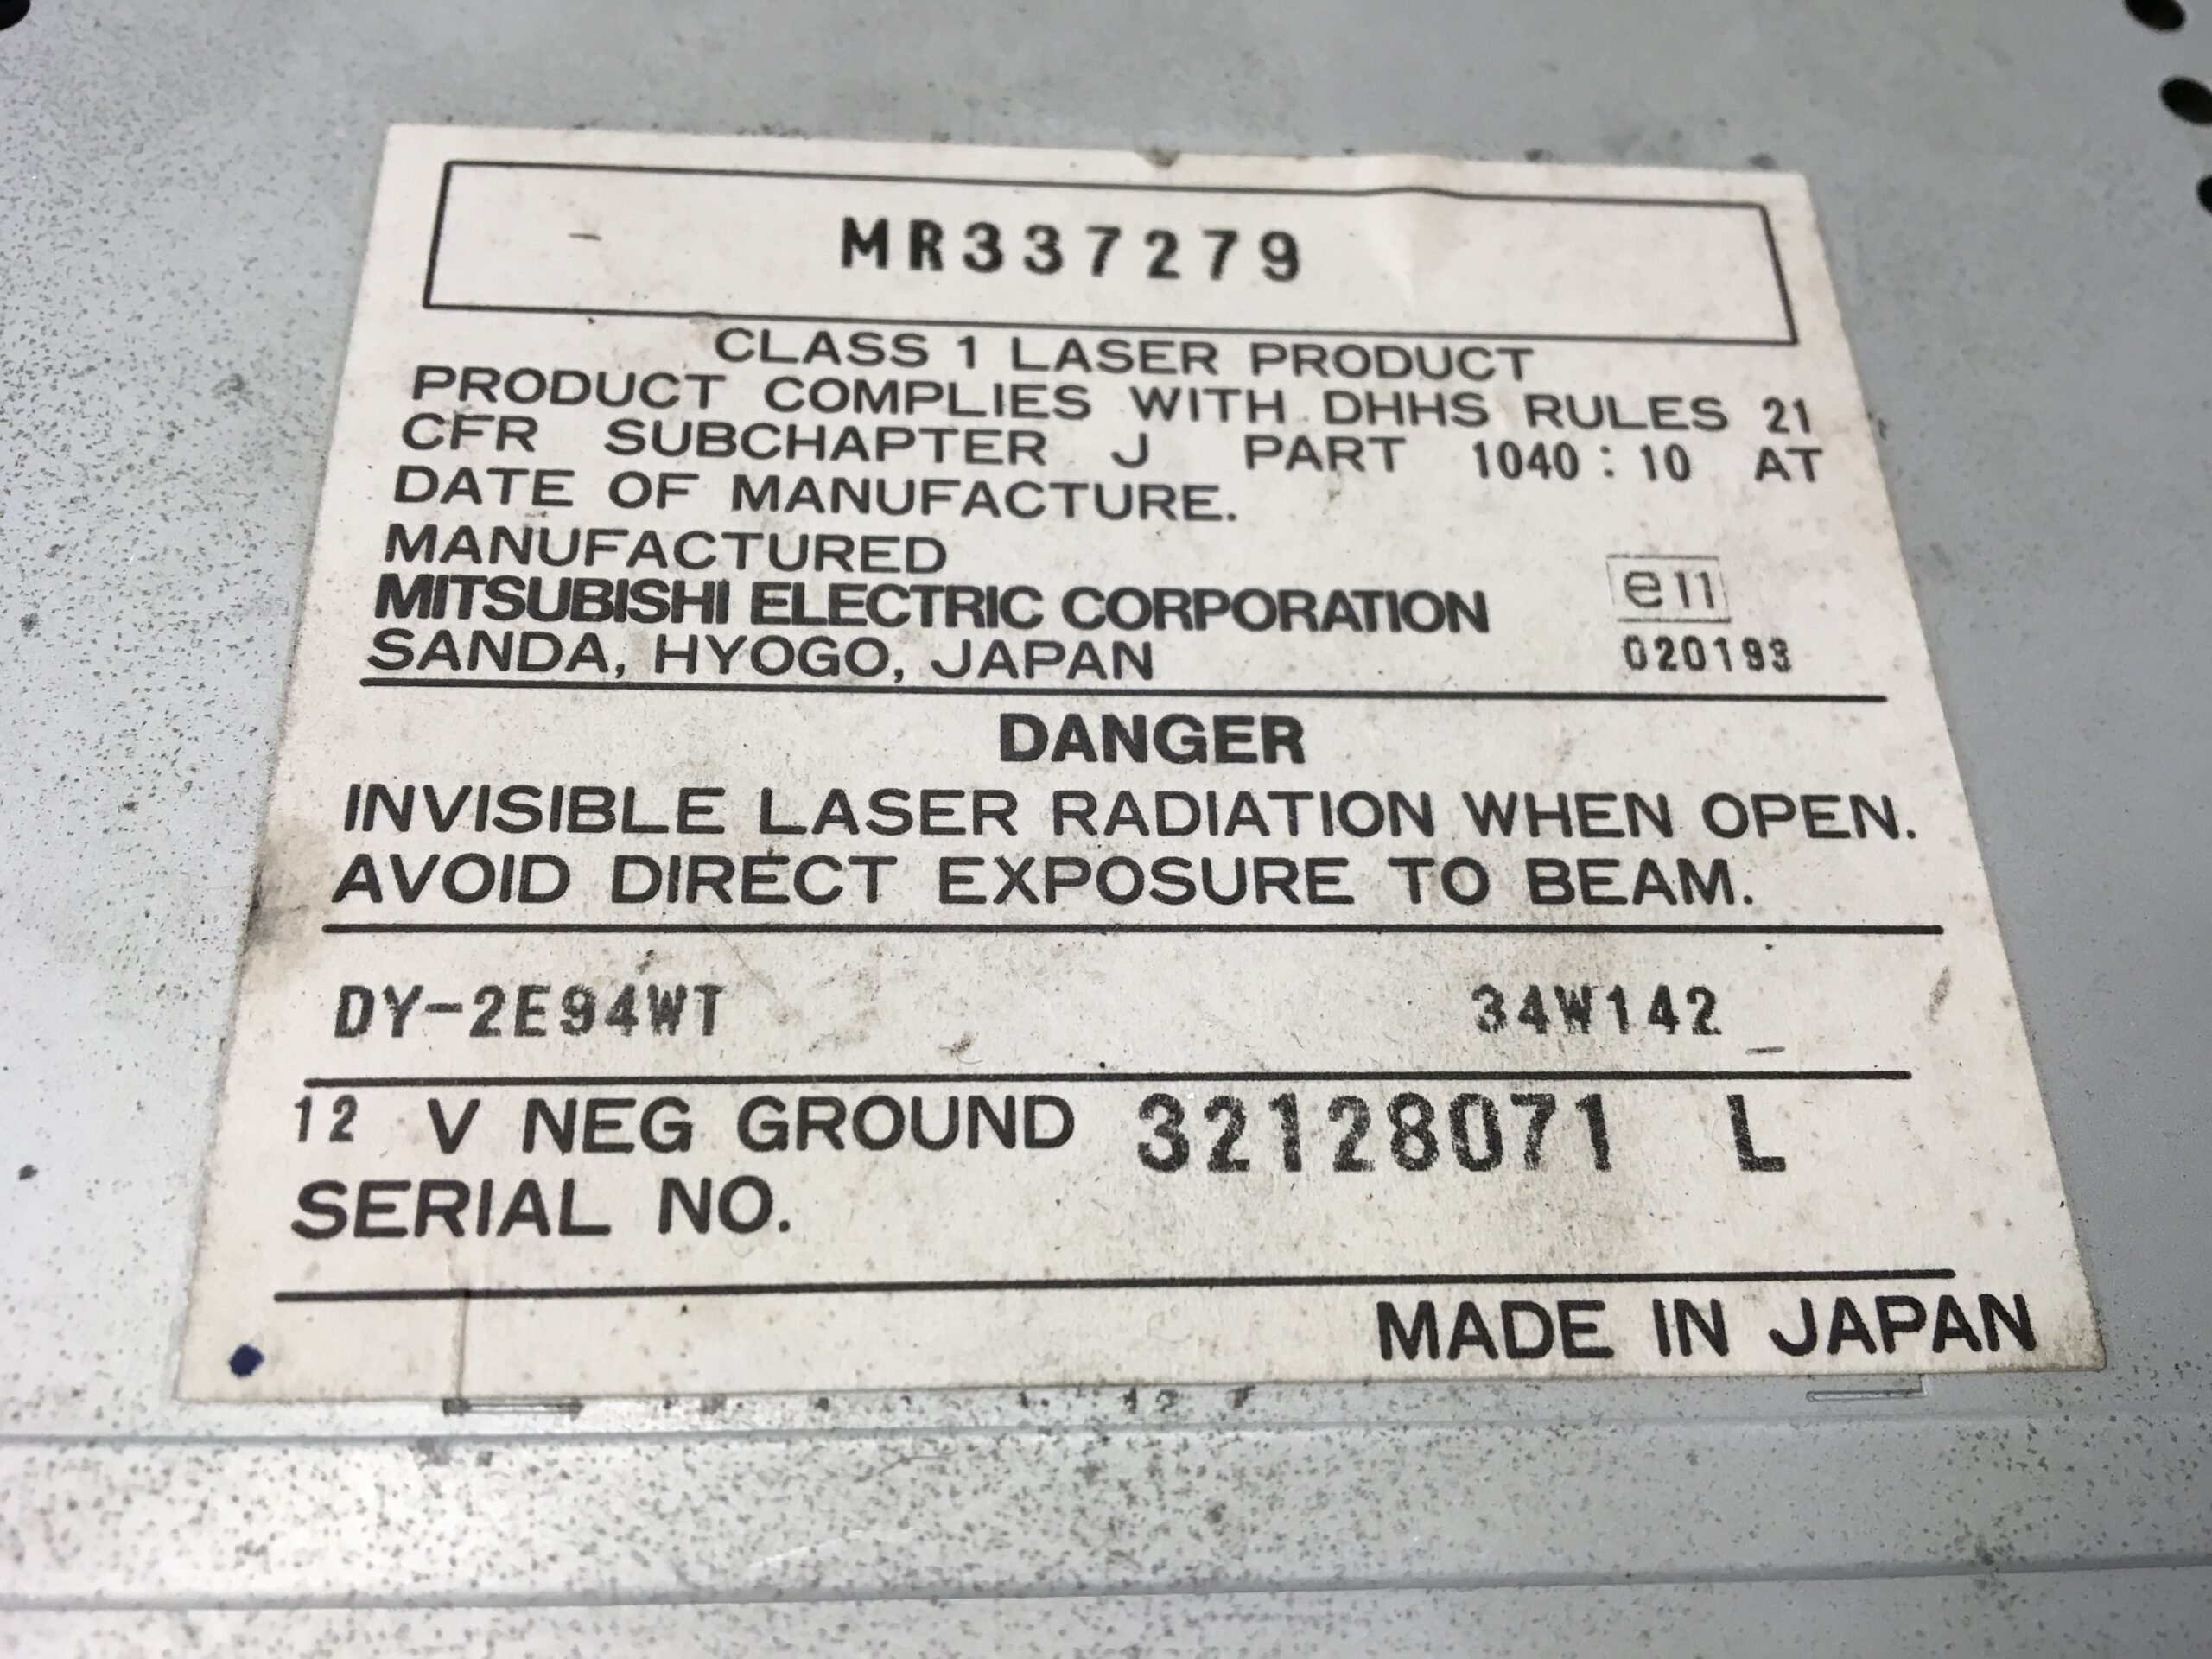 MR337279
CLASS 1 LASER PRODUCT
PRODUCT COMPLIES WITH DHHS RULES 21
CFR SUBCHAPTER J PART 1040:10 AT
DATE OF MANUFACTURE.
MANUFACTURED
MITSUBISHI ELECTRIC CORPORATION
SANDA, HYOGO, JAPAN
e11
020193
DANGER
INVISIBLE LASER RADIATION WHEN OPEN.
AVOID DIRECT EXPOSURE TO BEAM.
DY-2E94WT 34W142
12 V NEG GROUND 32128071 L
SERIAL NO.
MADE IN JAPAN